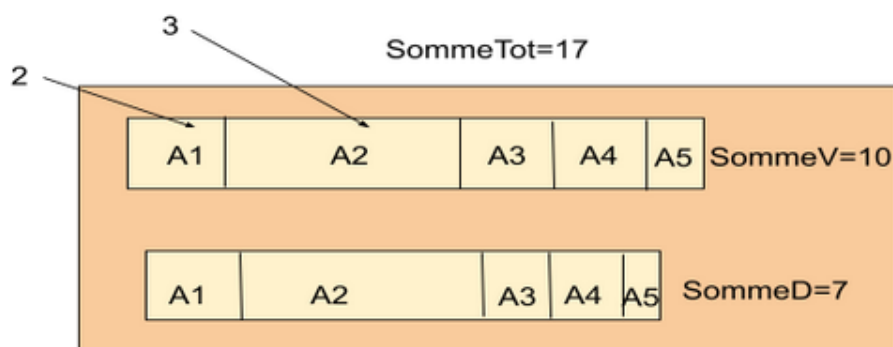 3
SommeTot=17
2
A1 A2 A3 A4 A5 SommeV=10
A1 A2 A3 A4 A5 SommeD=7